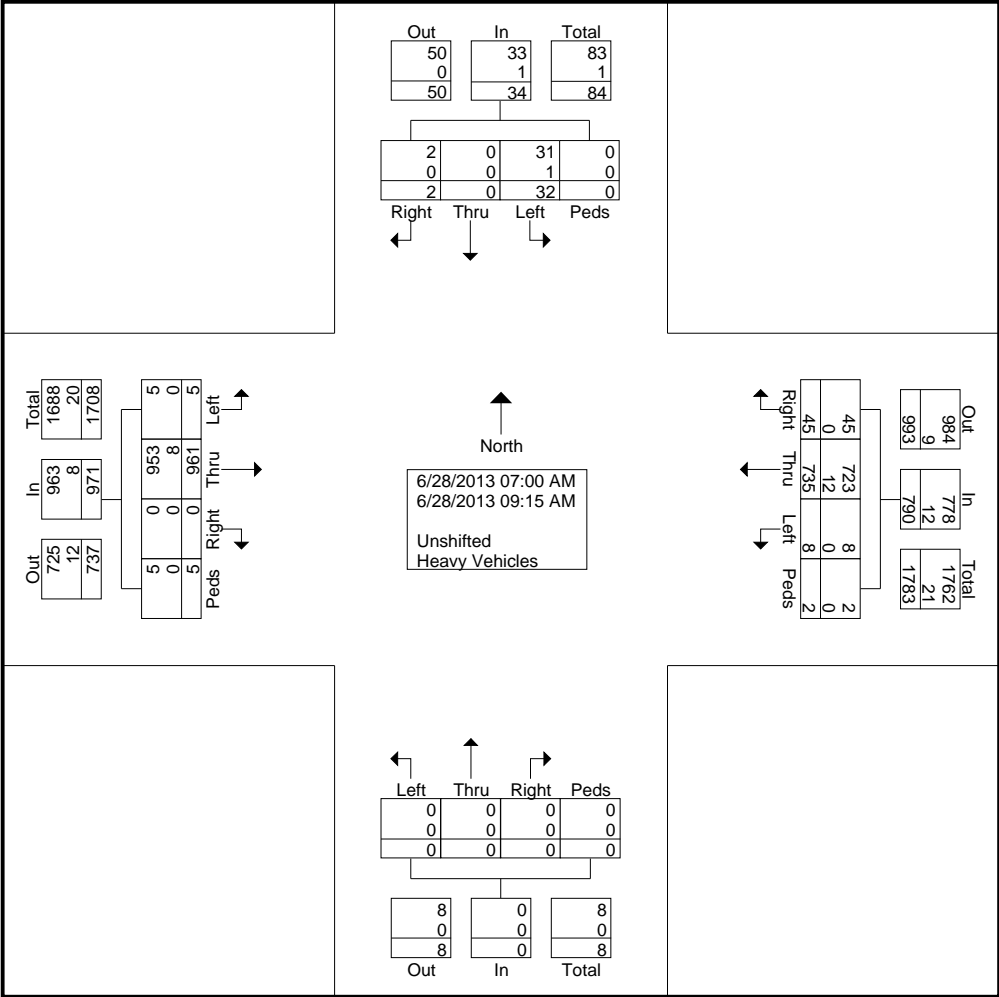 Out In Total
50 33 83
0 1 1
50 34 84
2 0 31 0
0 0 1 0
2 0 32 0
Right Thru Left Peds
Total
1688
20
1708
In
963
8
971
Out
725
12
737
5 0 5 Left
953 8 961 Thru
0 0 0 Right
5 0 5 Peds
North
6/28/2013 07:00 AM
6/28/2013 09:15 AM
Unshifted
Heavy Vehicles
Right 45 0 45
Thru 735 12 723
Left 8 0 8
Peds 2 0 2
Out
984
9
993
In
778
12
790
Total
1762
21
1783
Left Thru Right Peds
0 0 0 0
0 0 0 0
0 0 0 0
8 0 8
0 0 0
8 0 8
Out In Total